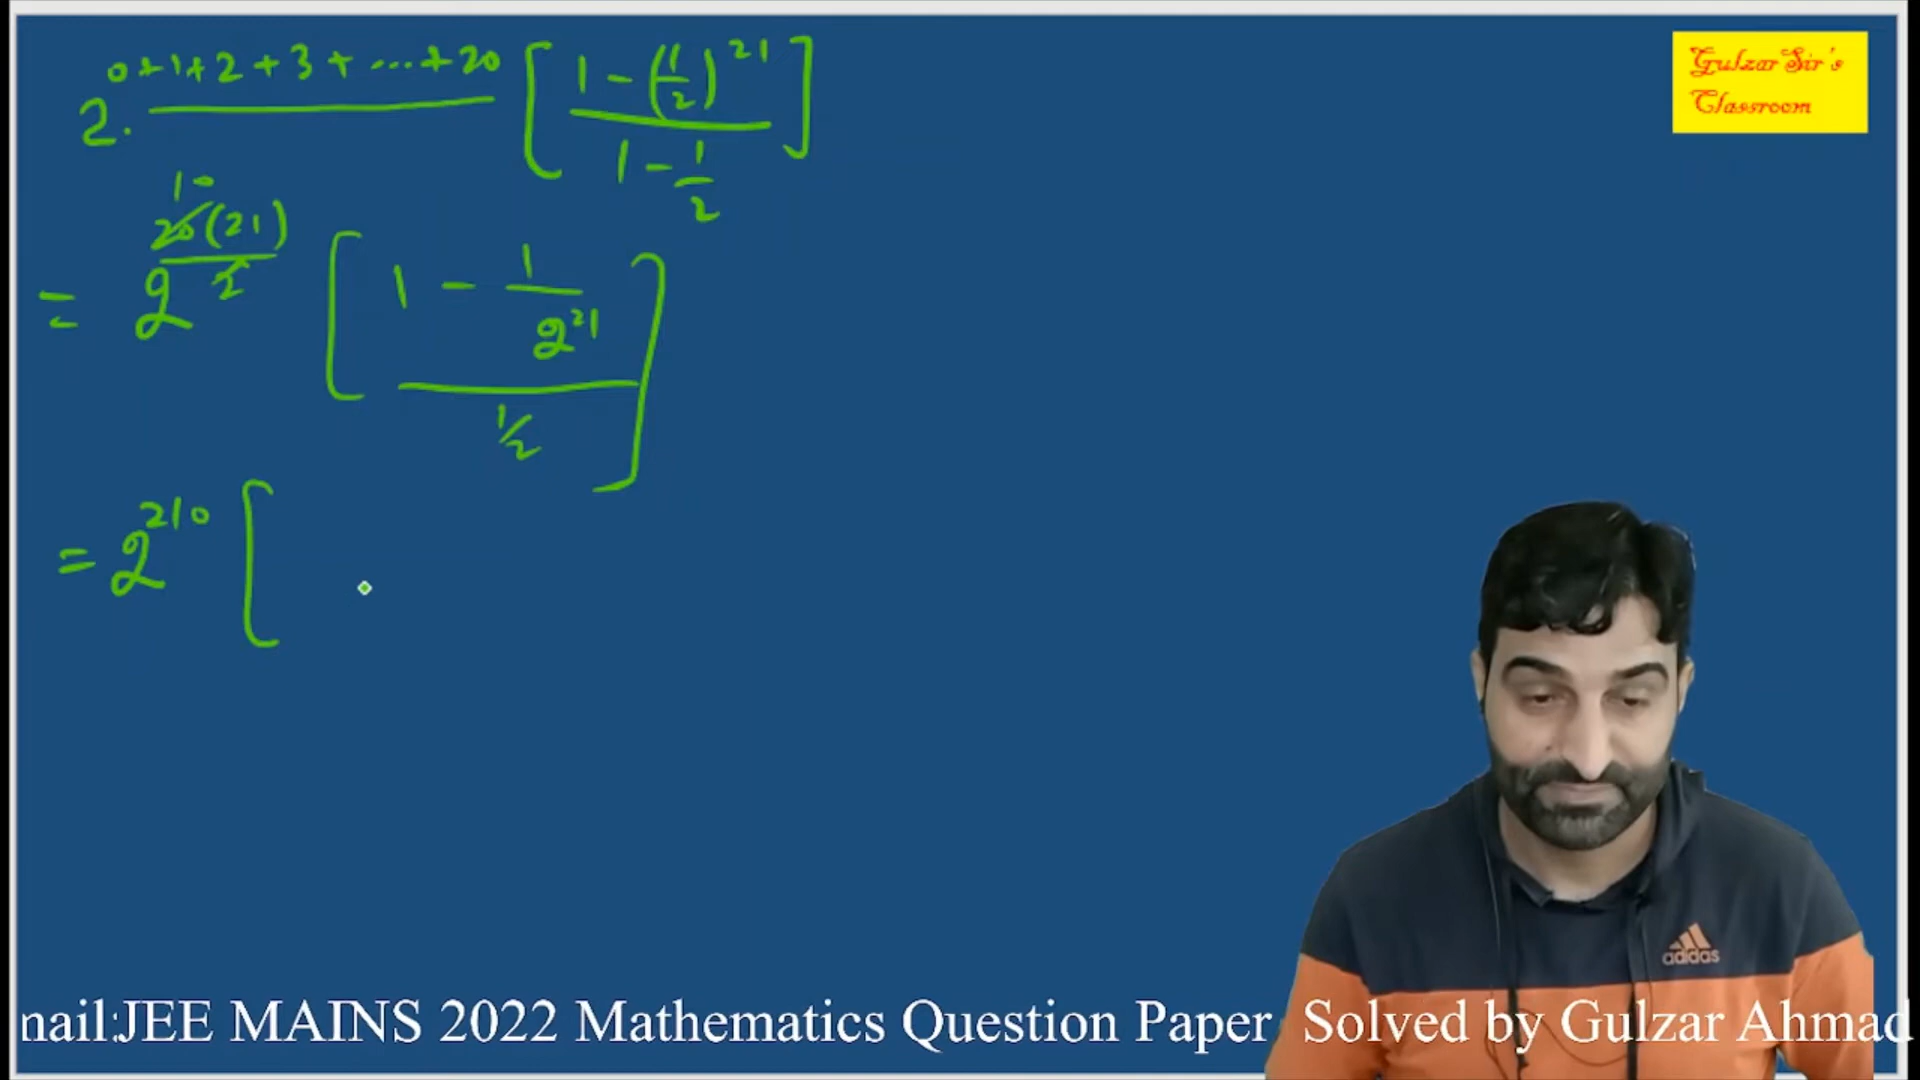 2. 0+1+2+3+...+20 [ 1-(1/2)^21 / 1-1/2 ]
Gulzar Sir's
Classroom
= 2^(20(21)/2) 10 [ 1 - 1/2^21 / 1/2 ]
= 2^210 [
adidas
nail:JEE MAINS 2022 Mathematics Question Paper Solved by Gulzar Ahmad